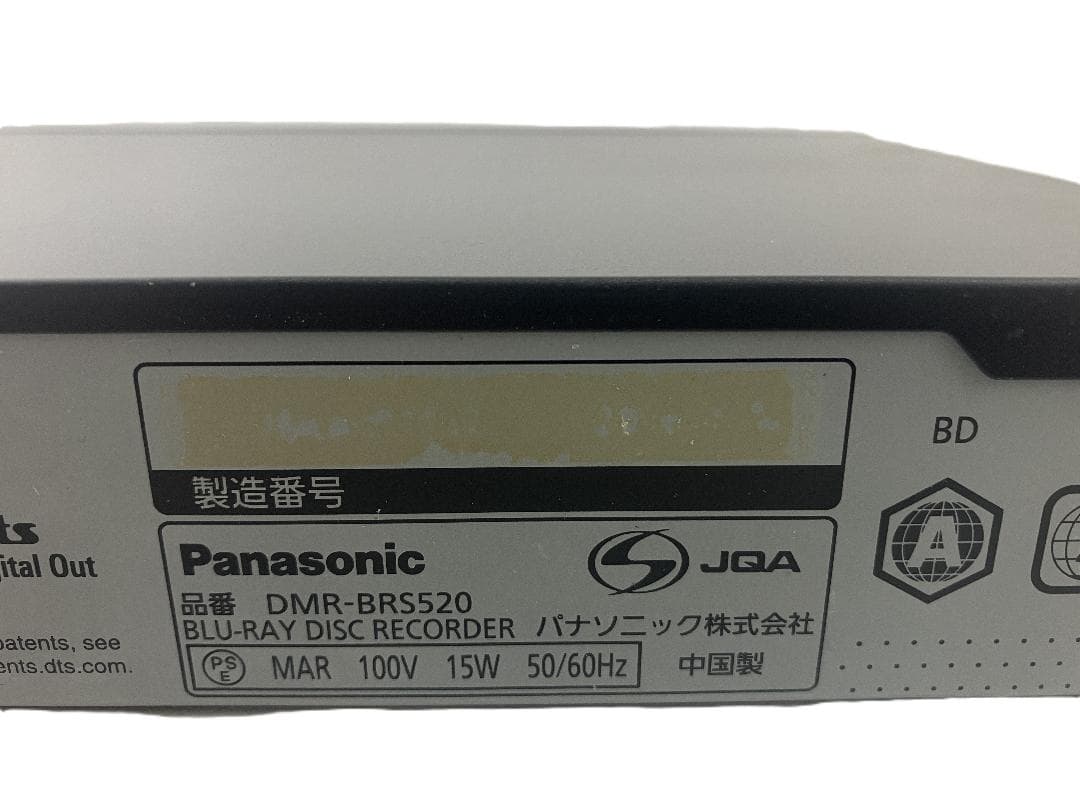 製造番号
Panasonic
JQA
品番 DMR-BRS520
BLU-RAY DISC RECORDER パナソニック株式会社
PSE MAR 100V 15W 50/60Hz 中国製
BD
A
ts
ital Out
patents, see
ents.dts.com.